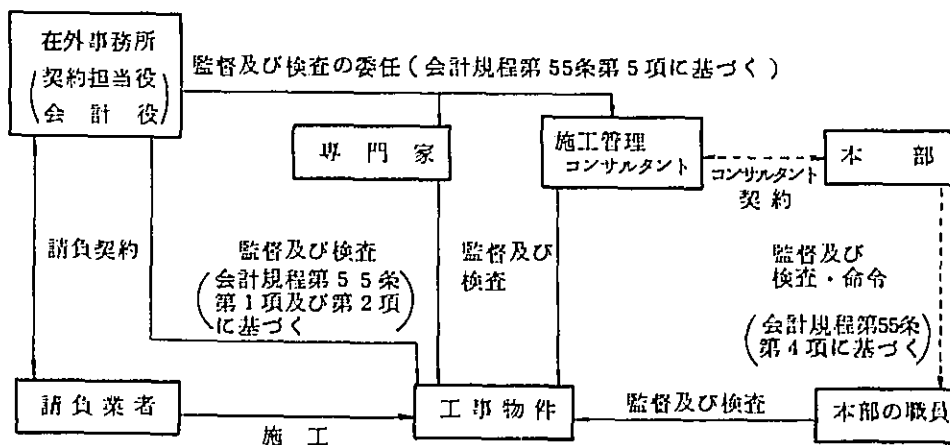 在外事務所
(契約担当役
会計役)
監督及び検査の委任(会計規程第55条第5項に基づく)
専門家
施工管理
コンサルタント
コンサルタント
契約
本部
請負契約
監督及び検査
(会計規程第55条
第1項及び第2項
に基づく)
監督及び
検査
監督及び
検査・命令
(会計規程第55条
第4項に基づく)
請負業者
施工
工事物件
監督及び検査
本部の職員